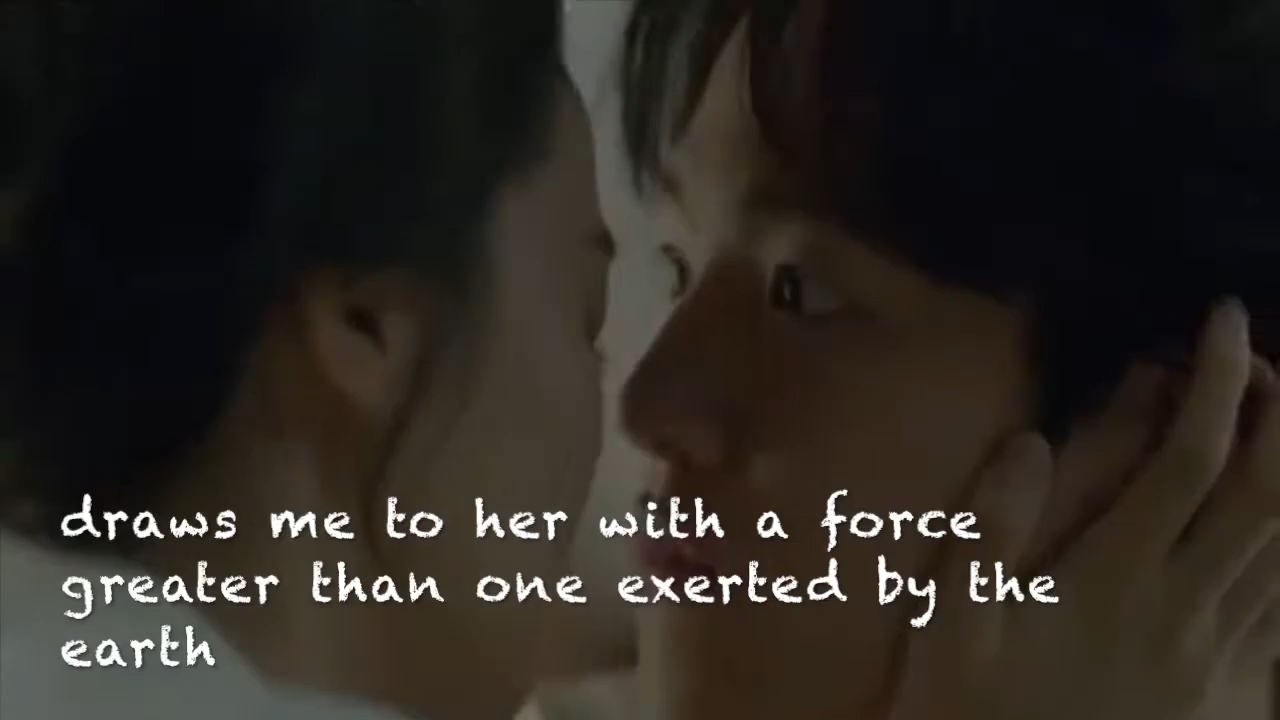 draws me to her with a force
greater than one exerted by the
earth